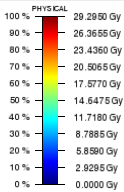 PHYSICAL
100 % 29.2950 Gy
90 % 26.3655 Gy
80 % 23.4360 Gy
70 % 20.5065 Gy
60 % 17.5770 Gy
50 % 14.6475 Gy
40 % 11.7180 Gy
30 % 8.7885 Gy
20 % 5.8590 Gy
10 % 2.9295 Gy
0 % 0.0000 Gy